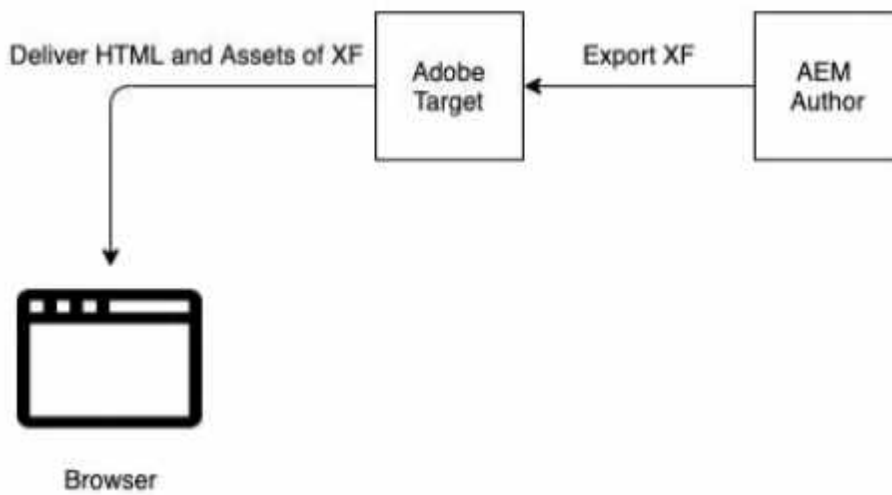 Deliver HTML and Assets of XF
Adobe
Target
Export XF
AEM
Author
Browser